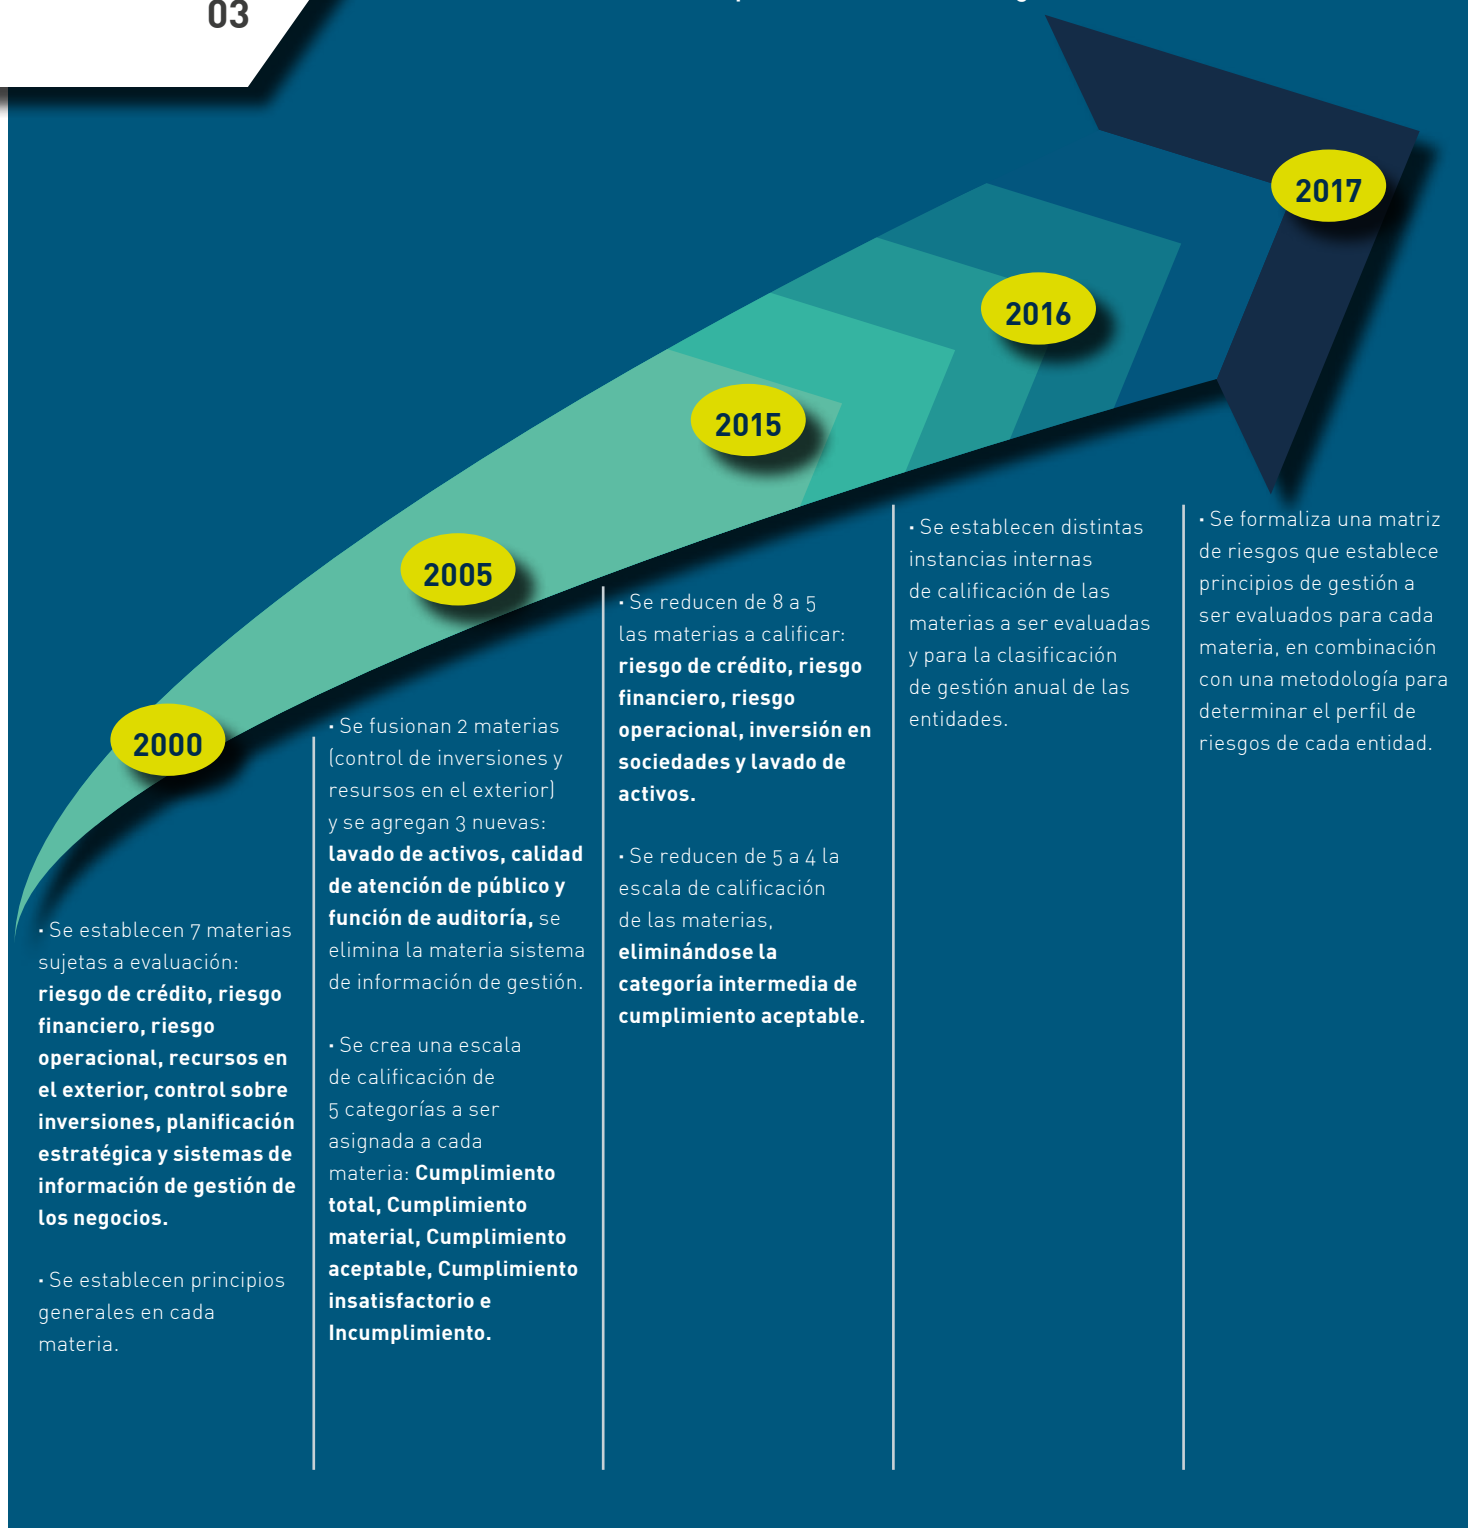 03
2017
2016
2015
2005
2000
· Se establecen 7 materias
sujetas a evaluación:
riesgo de crédito, riesgo
financiero, riesgo
operacional, recursos en
el exterior, control sobre
inversiones, planificación
estratégica y sistemas de
información de gestión de
los negocios.
· Se establecen principios
generales en cada
materia.
· Se fusionan 2 materias
(control de inversiones y
resursos en el exterior)
y se agregan 3 nuevas:
lavado de activos, calidad
de atención de público y
función de auditoría, se
elimina la materia sistema
de información de gestión.
· Se crea una escala
de calificación de
5 categorías a ser
asignada a cada
materia: Cumplimiento
total, Cumplimiento
material, Cumplimiento
aceptable, Cumplimiento
insatisfactorio e
Incumplimiento.
· Se reducen de 8 a 5
las materias a calificar:
riesgo de crédito, riesgo
financiero, riesgo
operacional, inversión en
sociedades y lavado de
activos.
· Se reducen de 5 a 4 la
escala de calificación
de las materias,
eliminándose la
categoría intermedia de
cumplimiento aceptable.
· Se establecen distintas
instancias internas
de calificación de las
materias a ser evaluadas
y para la clasificación
de gestión anual de las
entidades.
· Se formaliza una matriz
de riesgos que establece
principios de gestión a
ser evaluados para cada
materia, en combinación
con una metodología para
determinar el perfil de
riesgos de cada entidad.